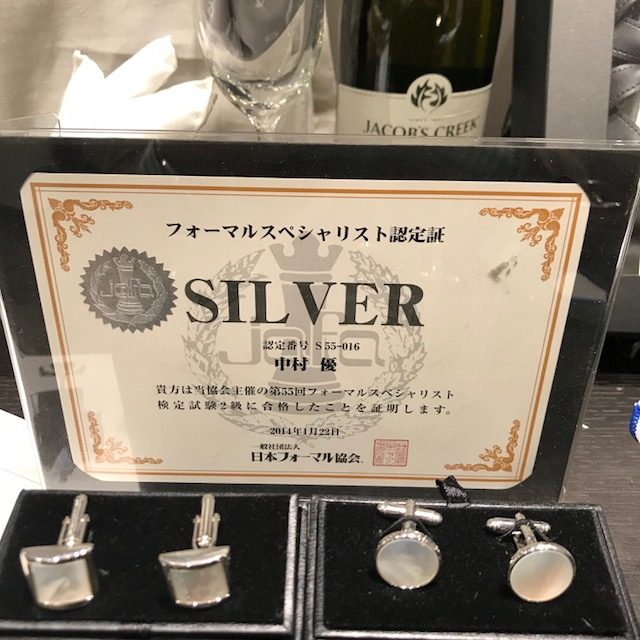 JACOB'S CREEK
フォーマルスペシャリスト認定証
jafa
SILVER
jafa
認定番号 S55-016
中村 優
貴方は当協会主催の第55回フォーマルスペシャリスト
検定試験2級に合格したことを証明します。
2014年1月22日
一般社団法人
日本フォーマル協会